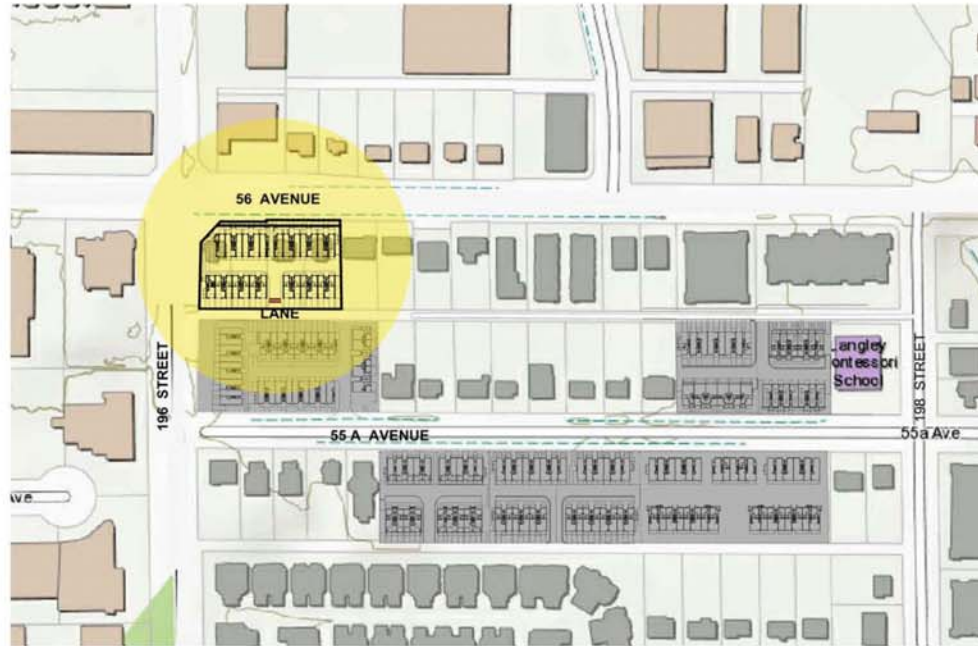 56 AVENUE
LANE
196 STREET
Langley
ontessori
School
198 STREET
55 A AVENUE
55a Ave
Ave